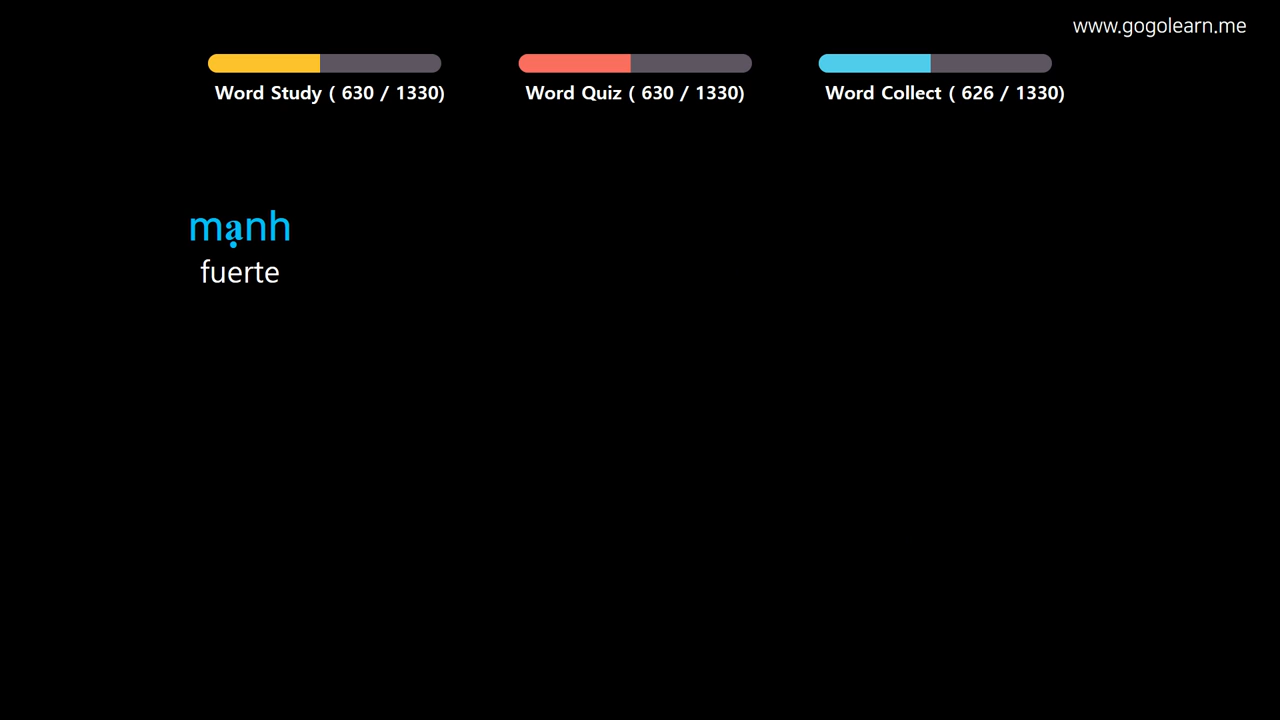 www.gogolearn.me
Word Study ( 630 / 1330)
Word Quiz ( 630 / 1330)
Word Collect ( 626 / 1330)
mạnh
fuerte